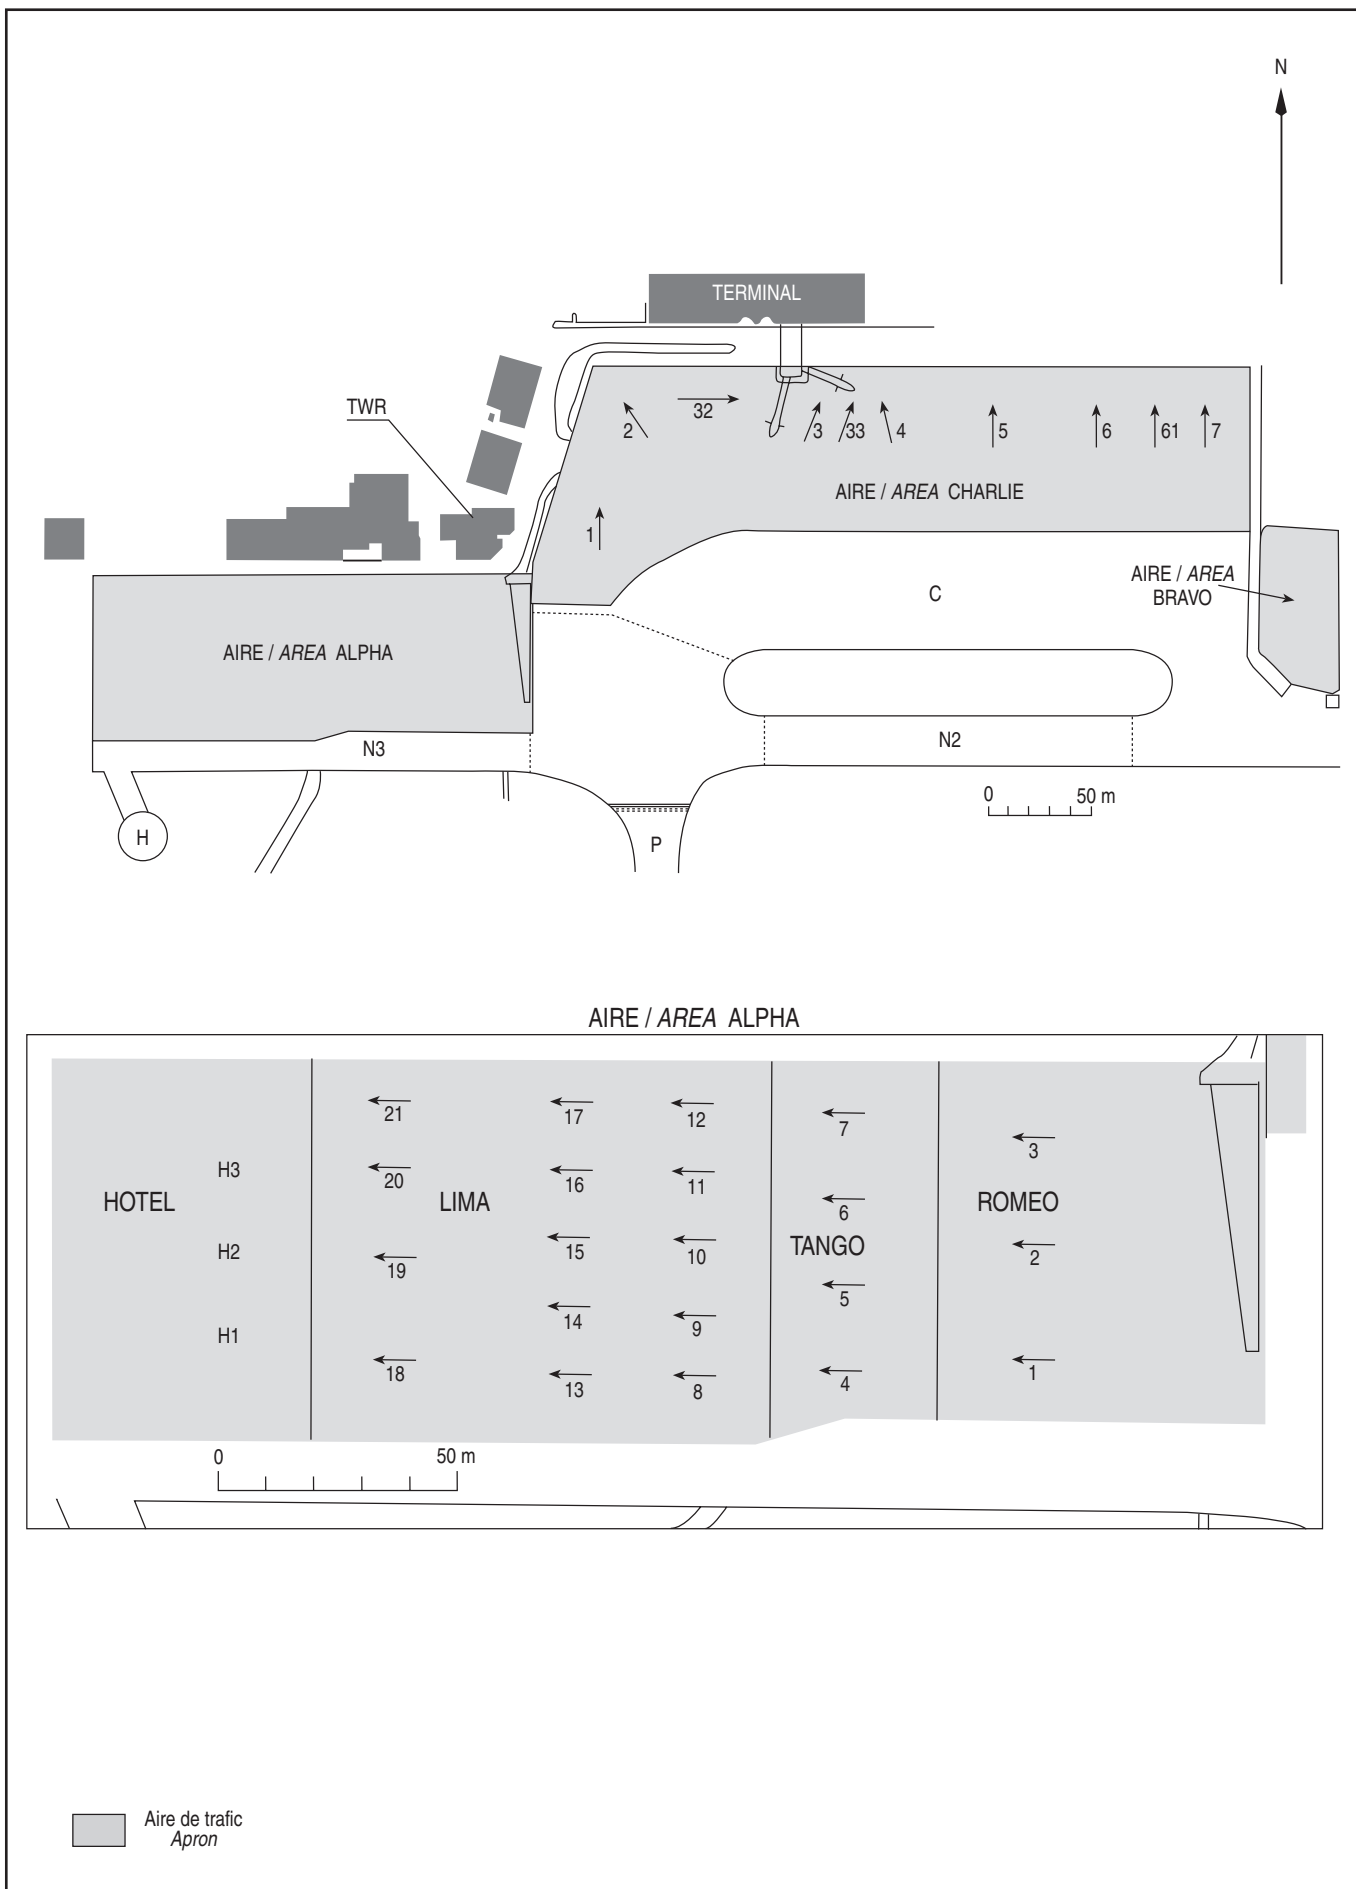 N
TERMINAL
TWR
32
2
3
33
4
5
6
61
7
AIRE / AREA CHARLIE
1
AIRE / AREA
BRAVO
C
AIRE / AREA ALPHA
N3
N2
0
50 m
H
P
AIRE / AREA ALPHA
21
17
12
7
3
H3
20
16
11
HOTEL
LIMA
6
ROMEO
H2
19
15
10
TANGO
2
5
H1
14
9
18
13
8
4
1
0
50 m
Aire de trafic
Apron